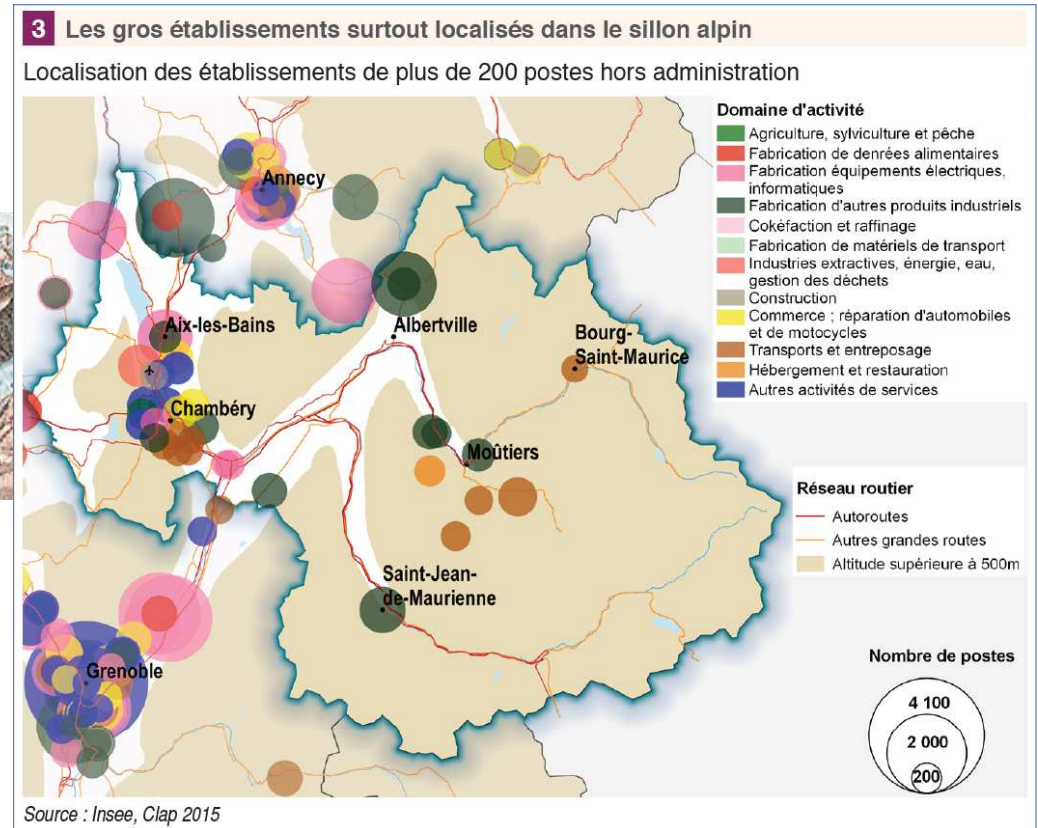 3 Les gros établissements surtout localisés dans le sillon alpin
Localisation des établissements de plus de 200 postes hors administration
Domaine d'activité
Agriculture, sylviculture et pêche
Fabrication de denrées alimentaires
Fabrication équipements électriques,
informatiques
Fabrication d'autres produits industriels
Cokéfaction et raffinage
Fabrication de matériels de transport
Industries extractives, énergie, eau,
gestion des déchets
Construction
Commerce ; réparation d'automobiles
et de motocycles
Transports et entreposage
Hébergement et restauration
Autres activités de services
Annecy
Aix-les-Bains
Albertville
Bourg-
Saint-Maurice
Chambéry
Moûtiers
Saint-Jean-
de-Maurienne
Grenoble
Réseau routier
Autoroutes
Autres grandes routes
Altitude supérieure à 500m
Nombre de postes
4 100
2 000
200
Source : Insee, Clap 2015